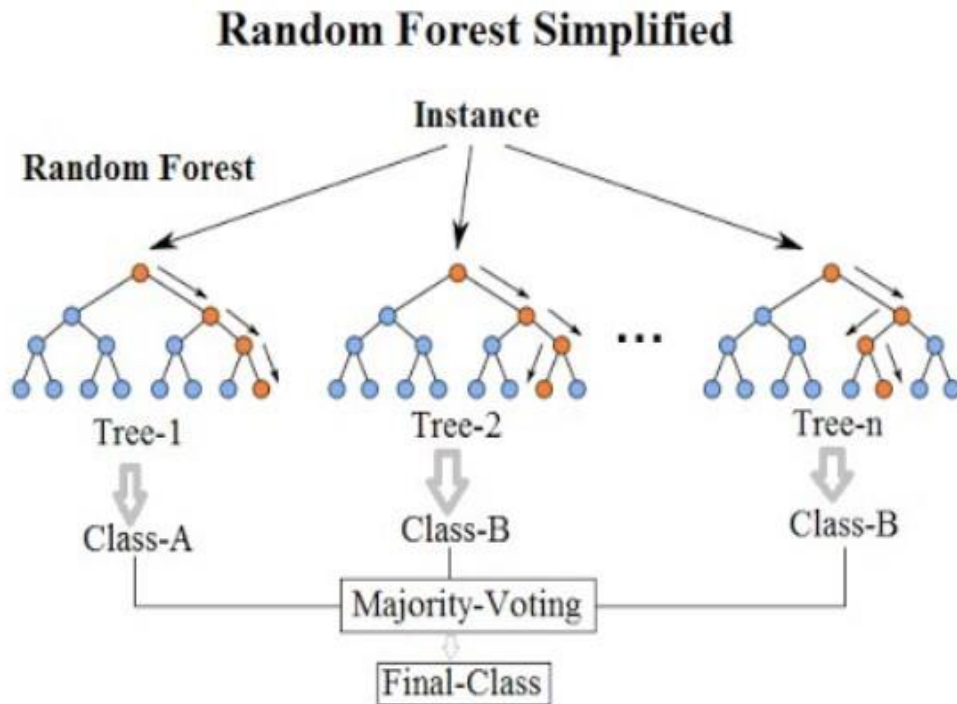 Random Forest Simplified
Instance
Random Forest
...
Tree-1
Tree-2
Tree-n
Class-A
Class-B
Class-B
Majority-Voting
Final-Class